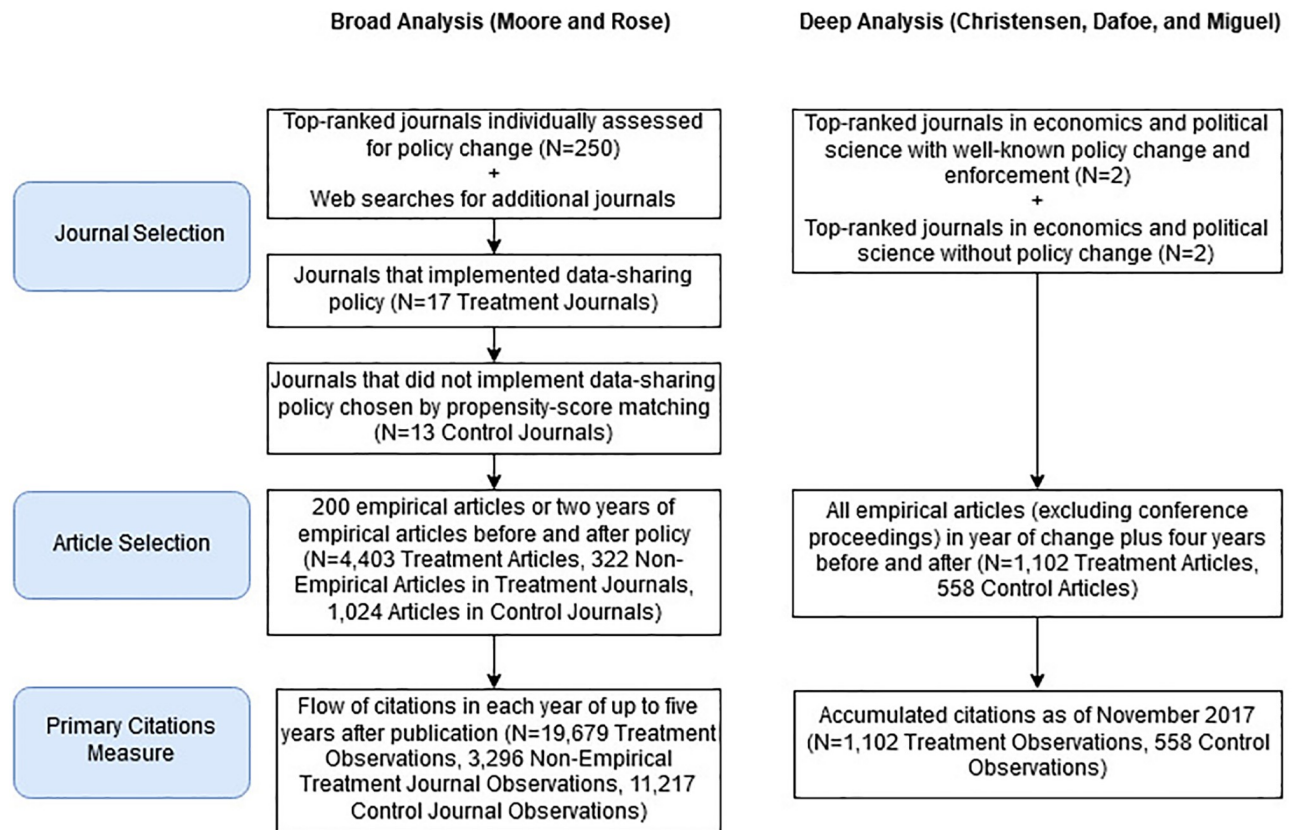 Broad Analysis (Moore and Rose)
Deep Analysis (Christensen, Dafoe, and Miguel)
Journal Selection
Top-ranked journals individually assessed
for policy change (N=250)
+
Web searches for additional journals
Journals that implemented data-sharing
policy (N=17 Treatment Journals)
Journals that did not implement data-sharing
policy chosen by propensity-score matching
(N=13 Control Journals)
Top-ranked journals in economics and political
science with well-known policy change and
enforcement (N=2)
+
Top-ranked journals in economics and political
science without policy change (N=2)
Article Selection
200 empirical articles or two years of
empirical articles before and after policy
(N=4,403 Treatment Articles, 322 Non-
Empirical Articles in Treatment Journals,
1,024 Articles in Control Journals)
All empirical articles (excluding conference
proceedings) in year of change plus four years
before and after (N=1,102 Treatment Articles,
558 Control Articles)
Primary Citations
Measure
Flow of citations in each year of up to five
years after publication (N=19,679 Treatment
Observations, 3,296 Non-Empirical
Treatment Journal Observations, 11,217
Control Journal Observations)
Accumulated citations as of November 2017
(N=1,102 Treatment Observations, 558 Control
Observations)